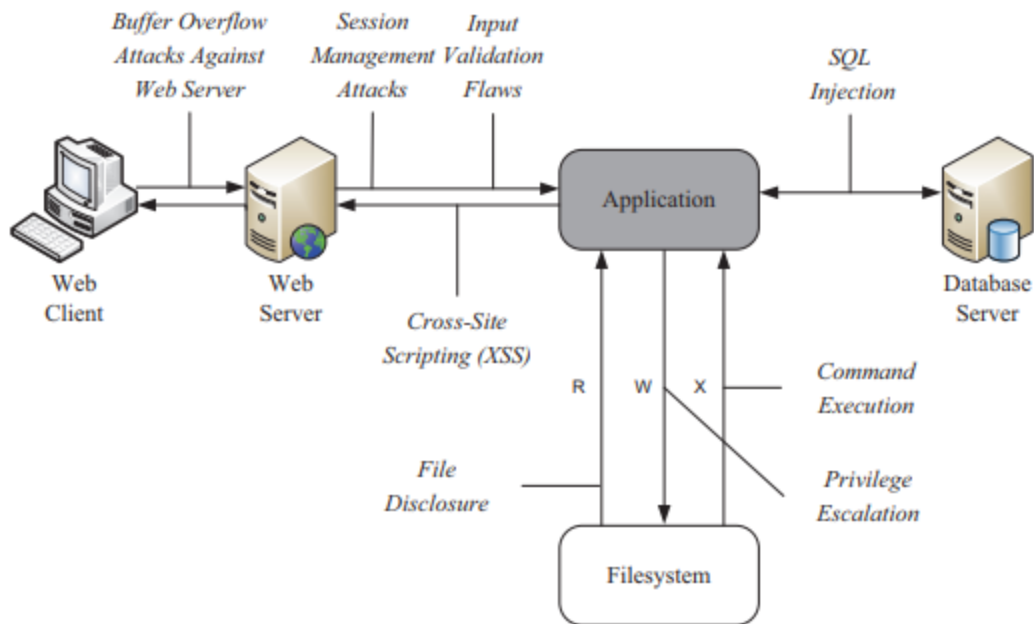 Buffer Overflow
Attacks Against
Web Server
Session
Management
Attacks
Input
Validation
Flaws
SQL
Injection
Application
Web
Client
Web
Server
Database
Server
Cross-Site
Scripting (XSS)
R
W
X
Command
Execution
File
Disclosure
Privilege
Escalation
Filesystem